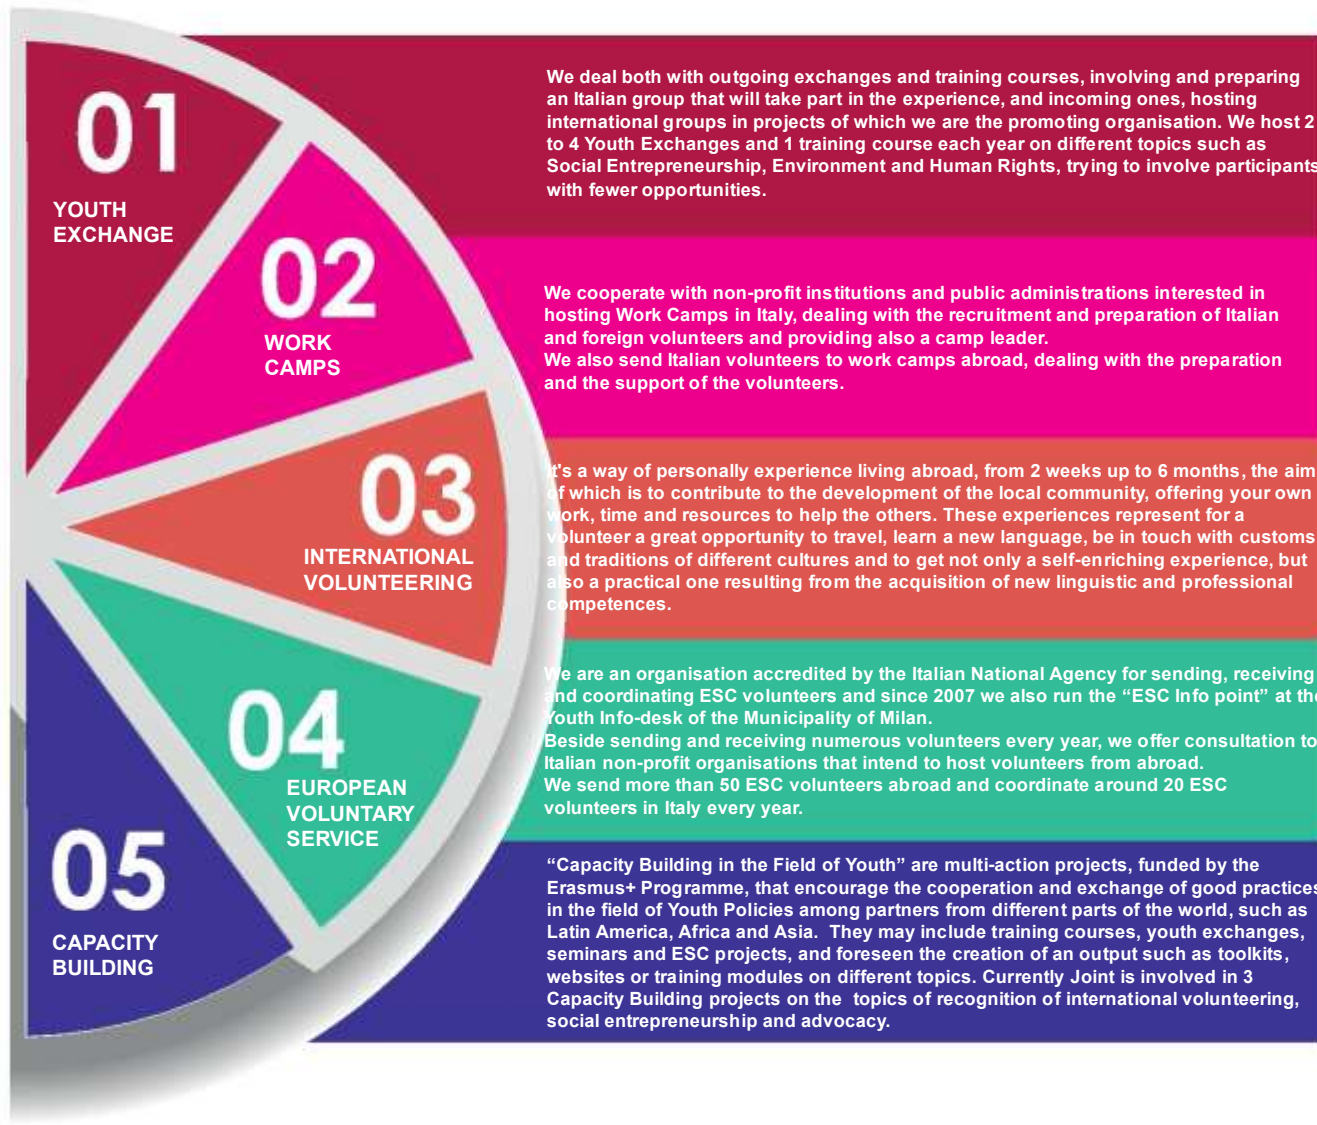 01
YOUTH
EXCHANGE
We deal both with outgoing exchanges and training courses, involving and preparing
an Italian group that will take part in the experience, and incoming ones, hosting
international groups in projects of which we are the promoting organisation. We host 2
to 4 Youth Exchanges and 1 training course each year on different topics such as
Social Entrepreneurship, Environment and Human Rights, trying to involve participants
with fewer opportunities.
02
WORK
CAMPS
We cooperate with non-profit institutions and public administrations interested in
hosting Work Camps in Italy, dealing with the recruitment and preparation of Italian
and foreign volunteers and providing also a camp leader.
We also send Italian volunteers to work camps abroad, dealing with the preparation
and the support of the volunteers.
03
INTERNATIONAL
VOLUNTEERING
It's a way of personally experience living abroad, from 2 weeks up to 6 months, the aim
of which is to contribute to the development of the local community, offering your own
work, time and resources to help the others. These experiences represent for a
volunteer a great opportunity to travel, learn a new language, be in touch with customs
and traditions of different cultures and to get not only a self-enriching experience, but
also a practical one resulting from the acquisition of new linguistic and professional
competences.
04
EUROPEAN
VOLUNTARY
SERVICE
We are an organisation accredited by the Italian National Agency for sending, receiving
and coordinating ESC volunteers and since 2007 we also run the “ESC Info point” at the
Youth Info-desk of the Municipality of Milan.
Beside sending and receiving numerous volunteers every year, we offer consultation to
Italian non-profit organisations that intend to host volunteers from abroad.
We send more than 50 ESC volunteers abroad and coordinate around 20 ESC
volunteers in Italy every year.
05
CAPACITY
BUILDING
“Capacity Building in the Field of Youth” are multi-action projects, funded by the
Erasmus+ Programme, that encourage the cooperation and exchange of good practices
in the field of Youth Policies among partners from different parts of the world, such as
Latin America, Africa and Asia. They may include training courses, youth exchanges,
seminars and ESC projects, and foreseen the creation of an output such as toolkits,
websites or training modules on different topics. Currently Joint is involved in 3
Capacity Building projects on the topics of recognition of international volunteering,
social entrepreneurship and advocacy.